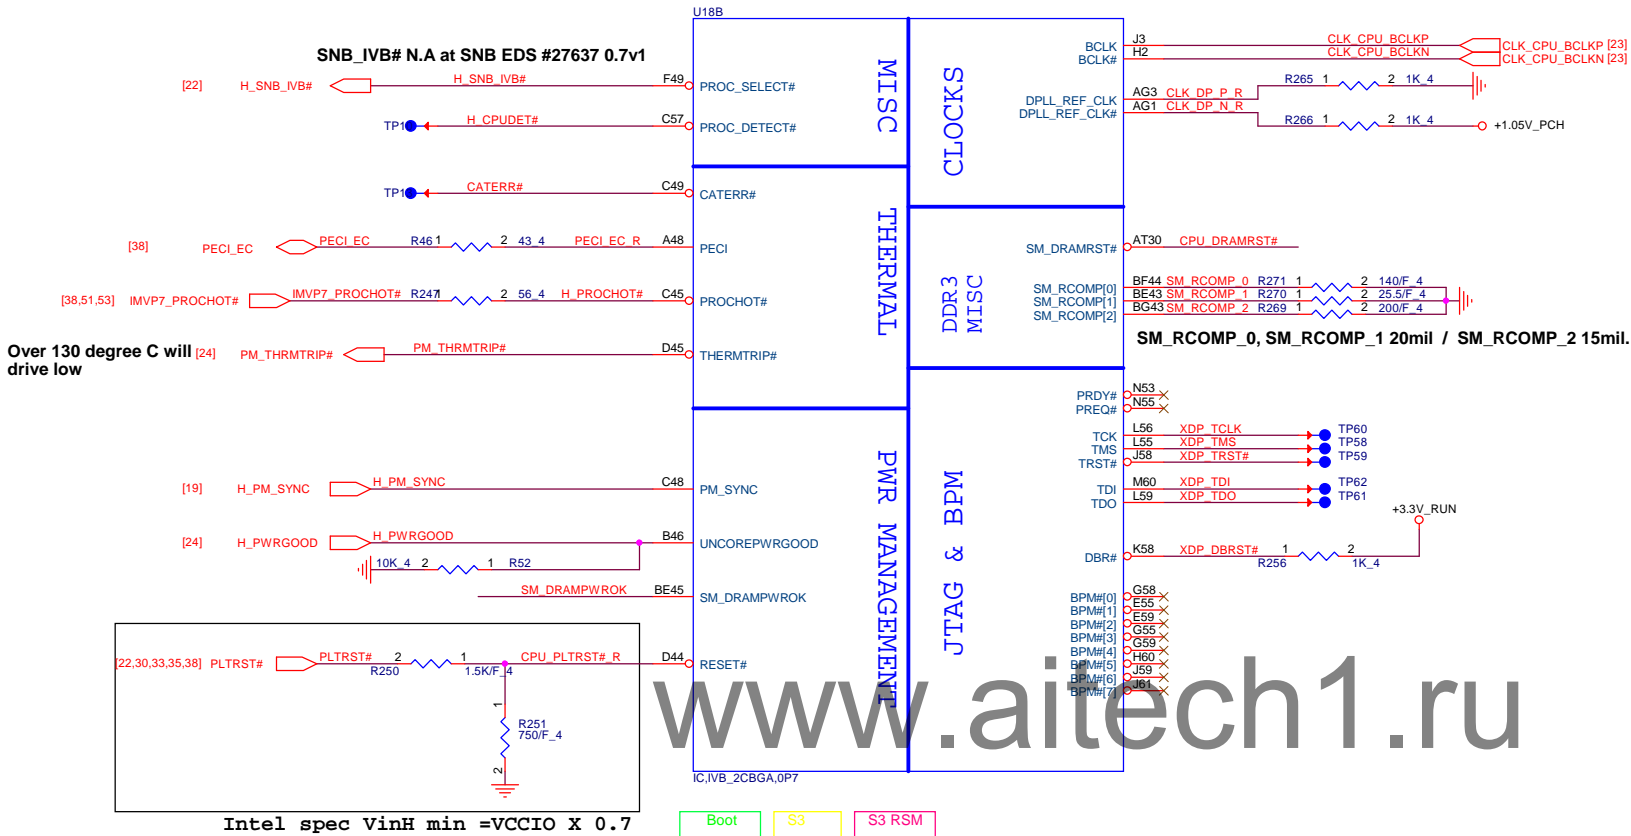 U18B
SNB_IVB# N.A at SNB EDS #27637 0.7v1
[22] H_SNB_IVB# H_SNB_IVB# F49 PROC_SELECT#
TP1 H_CPUDET# C57 PROC_DETECT#
MISC
TP1 CATERR# C49 CATERR#
[38] PECI_EC PECI_EC R46 1 2 43_4 PECI_EC_R A48 PECI
[38,51,53] IMVP7_PROCHOT# IMVP7_PROCHOT# R247 1 2 56_4 H_PROCHOT# C45 PROCHOT#
Over 130 degree C will
drive low
[24] PM_THRMTRIP# PM_THRMTRIP# D45 THERMTRIP#
THERMAL
[19] H_PM_SYNC H_PM_SYNC C48 PM_SYNC
[24] H_PWRGOOD H_PWRGOOD B46 UNCOREPWRGOOD
10K_4 2 1 R52
SM_DRAMPWROK BE45 SM_DRAMPWROK
[22,30,33,35,38] PLTRST# PLTRST# 2 1 CPU_PLTRST#_R D44 RESET#
R250 1.5K/F_4
1
R251
750/F_4
2
PWR MANAGEMENT
Intel spec VinH min =VCCIO X 0.7
IC,IVB_2CBGA,0P7
CLOCKS
BCLK J3 CLK_CPU_BCLKP CLK_CPU_BCLKP [23]
BCLK# H2 CLK_CPU_BCLKN CLK_CPU_BCLKN [23]
R265 1 2 1K_4
DPLL_REF_CLK AG3 CLK_DP_P_R
DPLL_REF_CLK# AG1 CLK_DP_N_R
R266 1 2 1K_4 +1.05V_PCH
DDR3
MISC
SM_DRAMRST# AT30 CPU_DRAMRST#
SM_RCOMP[0] BF44 SM_RCOMP_0 R271 1 2 140/F_4
SM_RCOMP[1] BE43 SM_RCOMP_1 R270 1 2 25.5/F_4
SM_RCOMP[2] BG43 SM_RCOMP_2 R269 1 2 200/F_4
SM_RCOMP_0, SM_RCOMP_1 20mil / SM_RCOMP_2 15mil.
JTAG & BPM
PRDY# N53
PREQ# N55
TCK L56 XDP_TCLK TP60
TMS L55 XDP_TMS TP58
TRST# J58 XDP_TRST# TP59
TDI M60 XDP_TDI TP62
TDO L59 XDP_TDO TP61
+3.3V_RUN
DBR# K58 XDP_DBRST# 1 2
R256 1K_4
BPM#[0] G58
BPM#[1] E55
BPM#[2] E59
BPM#[3] G55
BPM#[4] G59
BPM#[5] H60
BPM#[6] J59
BPM#[7] J61
www.aitech1.ru
Boot S3 S3 RSM